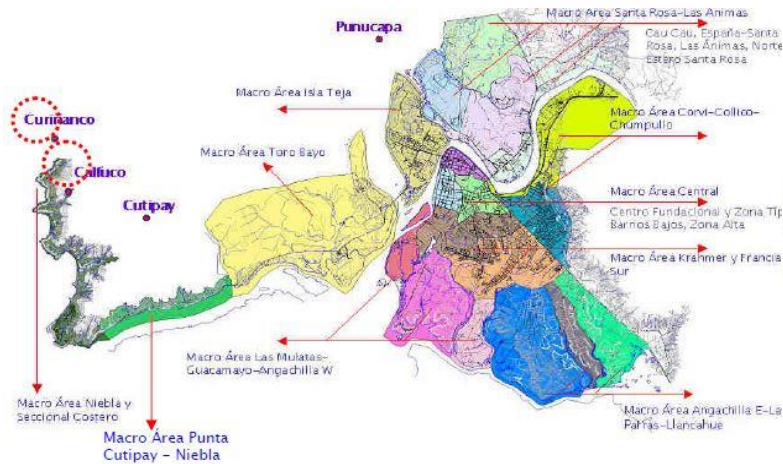 Macro Área Santa Rosa-Las Animas
Cau Cau, España-Santa
Rosa, Las Ánimas, Norte
Estero Santa Rosa
Punucapa
Macro Área Isla Teja
Macro Área Corvi-Collico-
Chumpullo
Curiñanco
Macro Área Toro Bayo
Calfuco
Cutipay
Macro Área Central
Centro Fundacional y Zona Tip
Barrios Bajos, Zona Alta
Macro Área Krahmer y Francia
Sur
Macro Área Las Mulatas-
Guacamayo-Angachilla W
Macro Área Niebla y
Seccional Costero
Macro Área Punta
Cutipay - Niebla
Macro Área Angachilla E-La
Parras-Llancahue